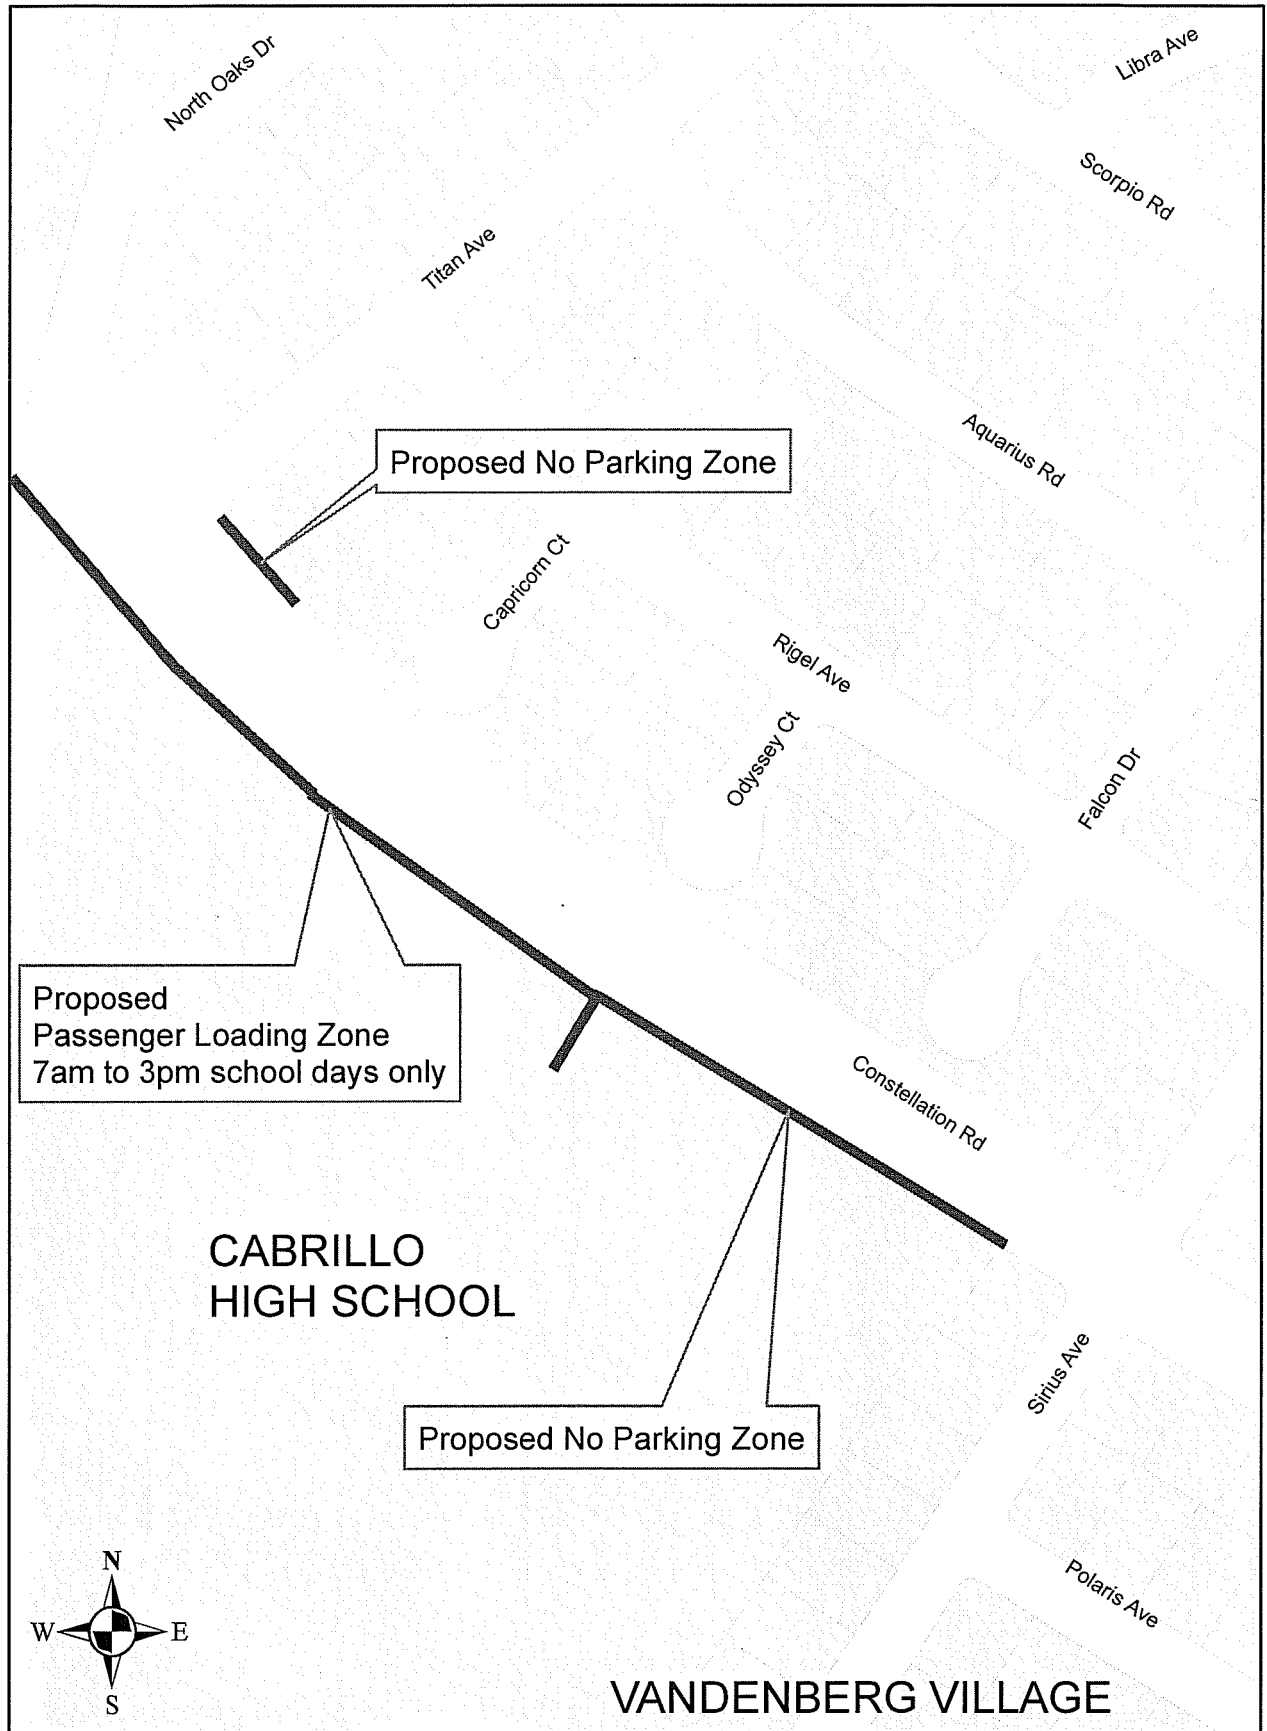 North Oaks Dr
Libra Ave
Scorpio Rd
Titan Ave
Aquarius Rd
Proposed No Parking Zone
Capricorn Ct
Rigel Ave
Odyssey Ct
Falcon Dr
Proposed
Passenger Loading Zone
7am to 3pm school days only
Constellation Rd
CABRILLO
HIGH SCHOOL
Sirius Ave
Proposed No Parking Zone
N
W
E
S
Polaris Ave
VANDENBERG VILLAGE